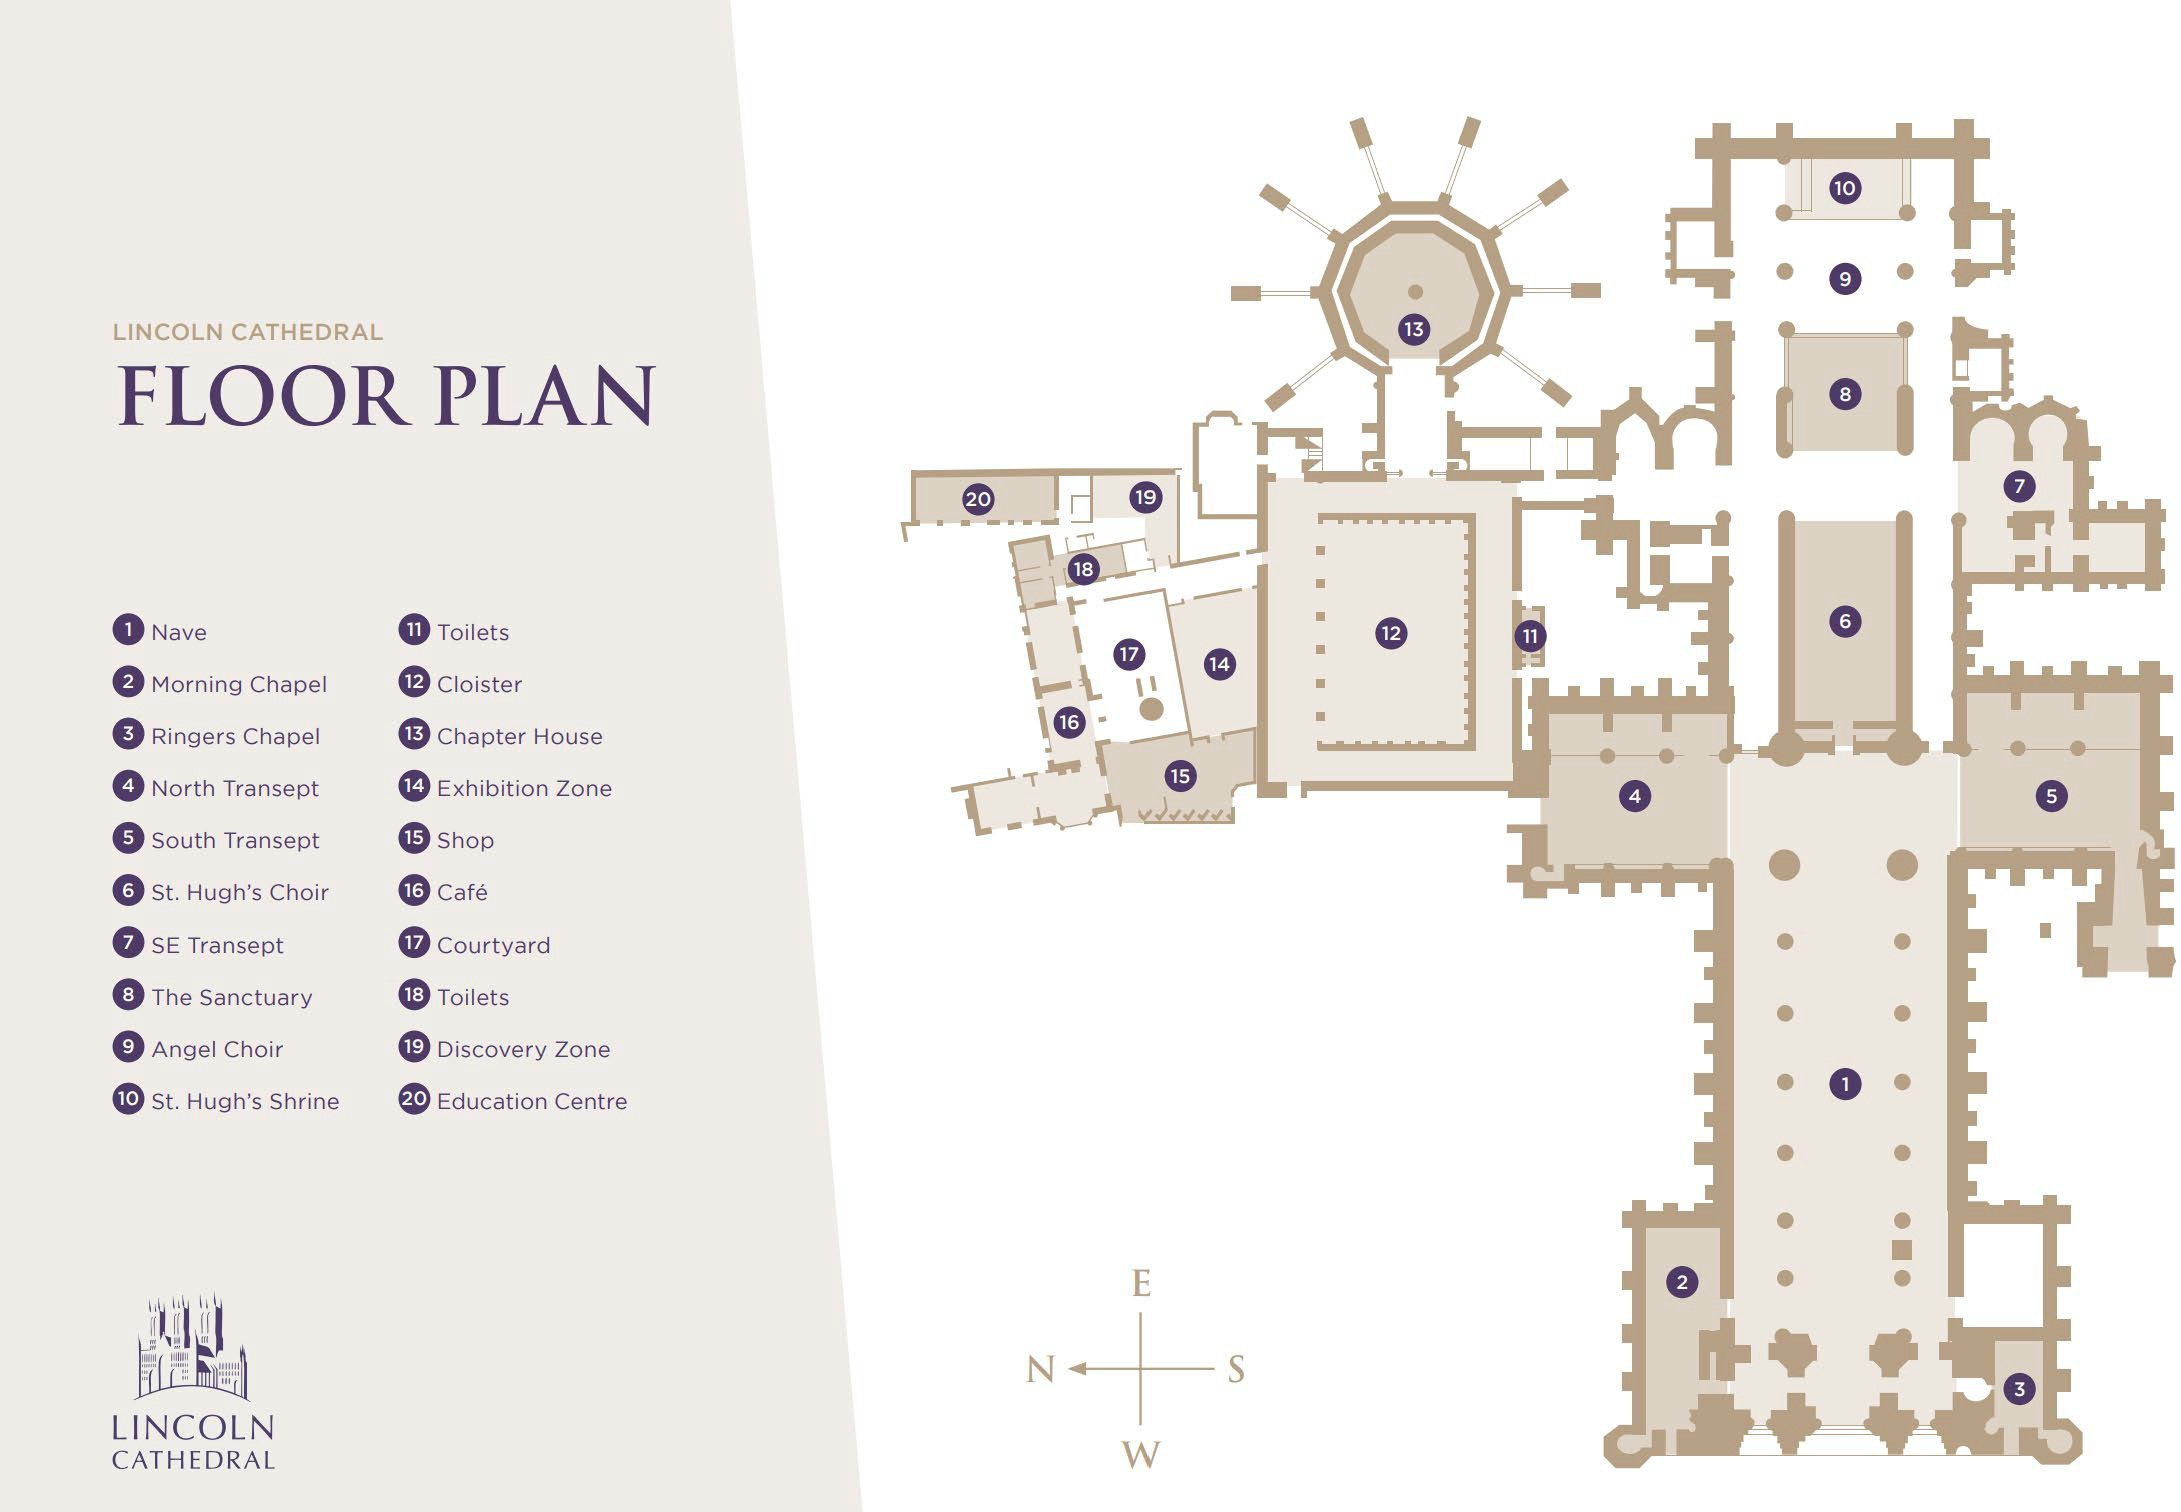 LINCOLN CATHEDRAL
FLOOR PLAN
1 Nave
2 Morning Chapel
3 Ringers Chapel
4 North Transept
5 South Transept
6 St. Hugh’s Choir
7 SE Transept
8 The Sanctuary
9 Angel Choir
10 St. Hugh’s Shrine
11 Toilets
12 Cloister
13 Chapter House
14 Exhibition Zone
15 Shop
16 Café
17 Courtyard
18 Toilets
19 Discovery Zone
20 Education Centre
LINCOLN
CATHEDRAL
10
9
13
8
7
20
19
18
6
12
11
17
14
16
15
4
5
1
2
3
E
N S
W